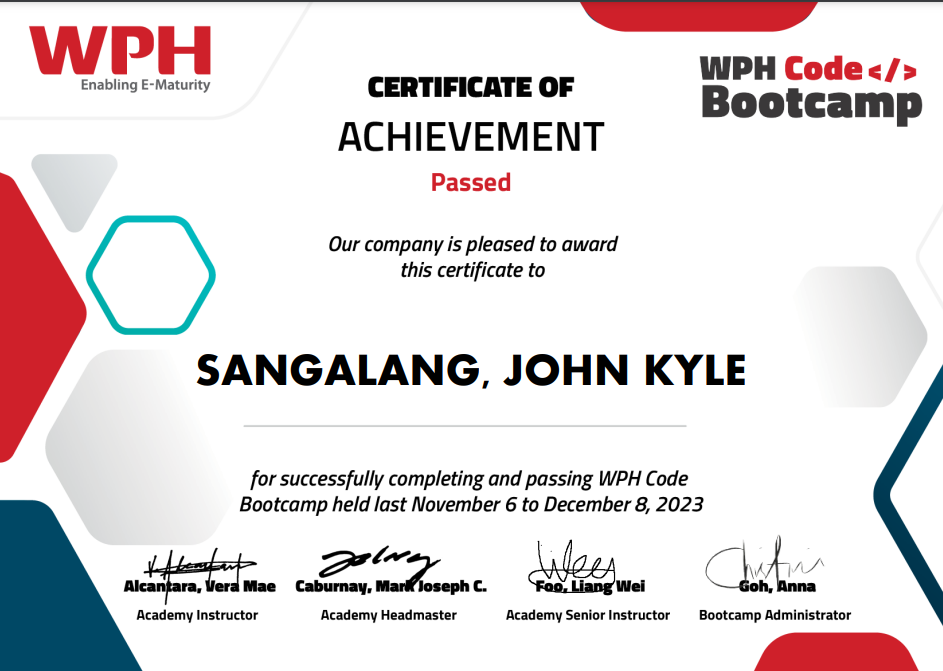 WPH
Enabling E-Maturity
WPH Code </>
Bootcamp
CERTIFICATE OF
ACHIEVEMENT
Passed
Our company is pleased to award
this certificate to
SANGALANG, JOHN KYLE
for successfully completing and passing WPH Code
Bootcamp held last November 6 to December 8, 2023
Alcantara, Vera Mae
Academy Instructor
Caburnay, Mark Joseph C.
Academy Headmaster
Foo, Liang Wei
Academy Senior Instructor
Goh, Anna
Bootcamp Administrator